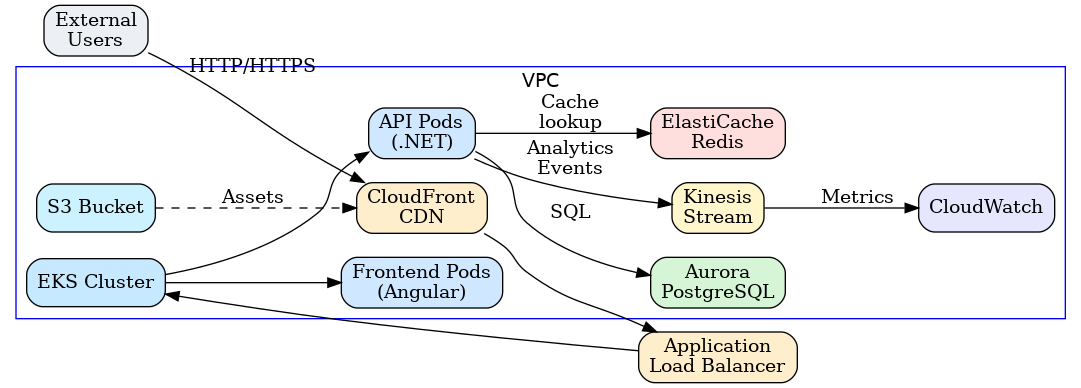 External
Users
HTTP/HTTPS
VPC
API Pods
(.NET)
Cache
lookup
ElastiCache
Redis
Analytics
Events
S3 Bucket
Assets
CloudFront
CDN
SQL
Kinesis
Stream
Metrics
CloudWatch
EKS Cluster
Frontend Pods
(Angular)
Aurora
PostgreSQL
Application
Load Balancer